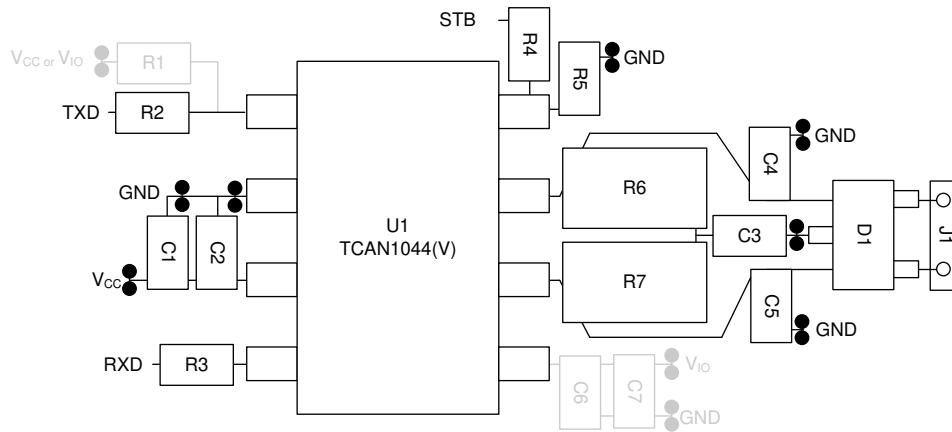 STB
R4
R5
GND
VCC or VIO
R1
TXD
R2
GND
C4
GND
R6
U1
TCAN1044(V)
C1
C2
C3
D1
J1
VCC
R7
C5
GND
RXD
R3
C6
C7
VIO
GND